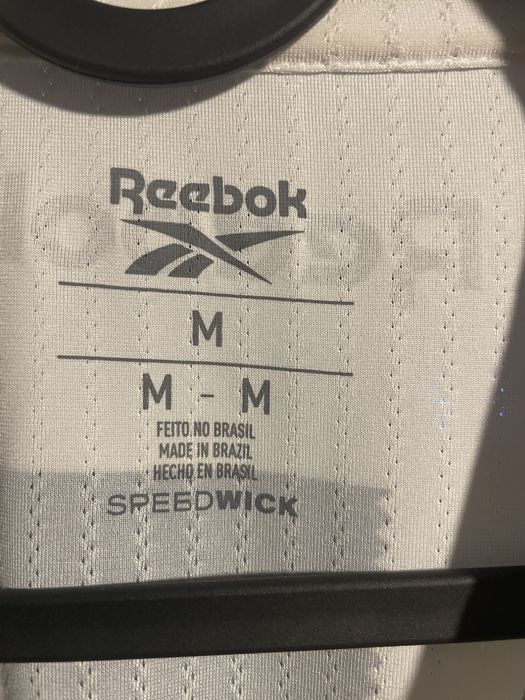 Reebok
M
M - M
FEITO NO BRASIL
MADE IN BRAZIL
HECHO EN BRASIL
SPEEDWICK